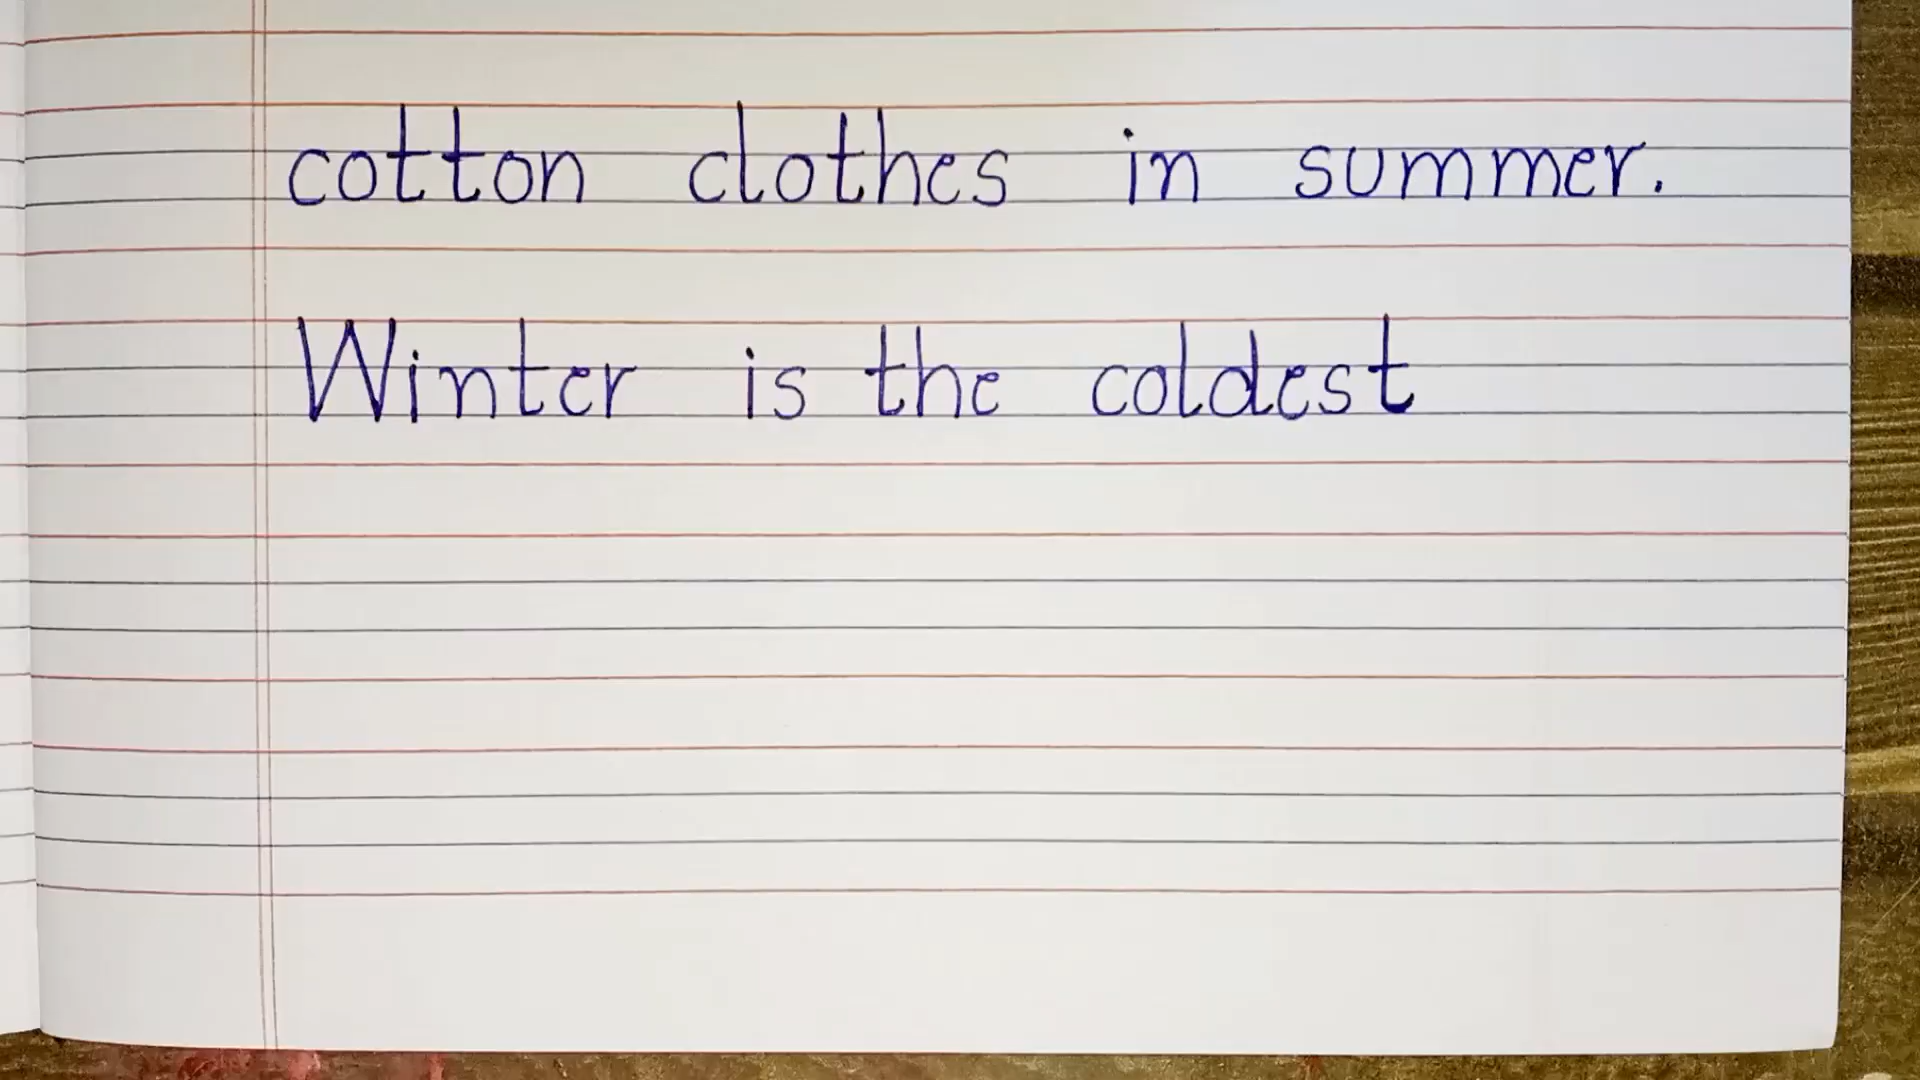 cotton clothes in summer.
Winter is the coldest